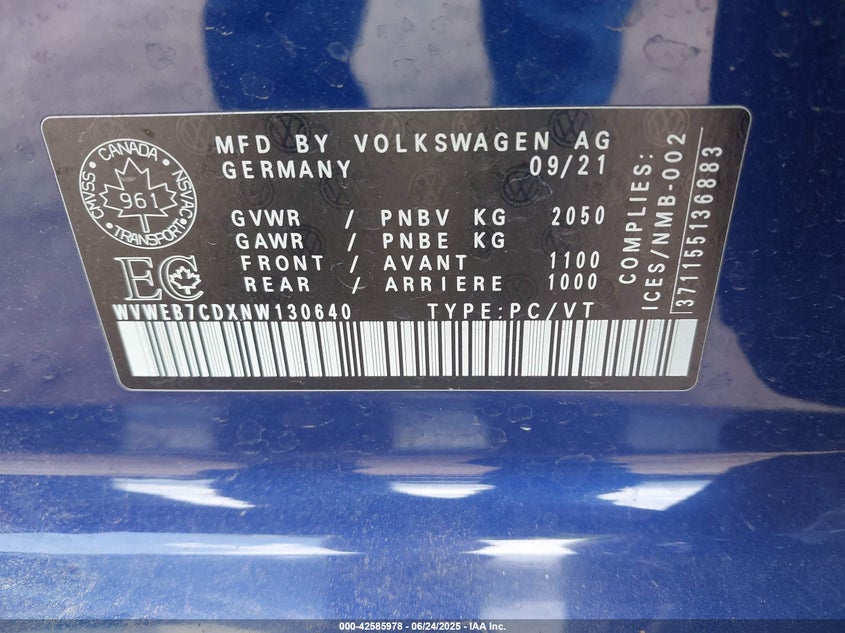 MFD BY VOLKSWAGEN AG
GERMANY 09/21
CANADA
CMVSS
NSVAC
961
TRANSPORT
GVWR / PNBV KG 2050
GAWR / PNBE KG
FRONT / AVANT 1100
REAR / ARRIERE 1000
EC
WVWEB7CDXNW130640 TYPE:PC/VT
COMPLIES:
ICES/NMB-002
371155136883
000-42585978 - 06/24/2025 - IAA Inc.